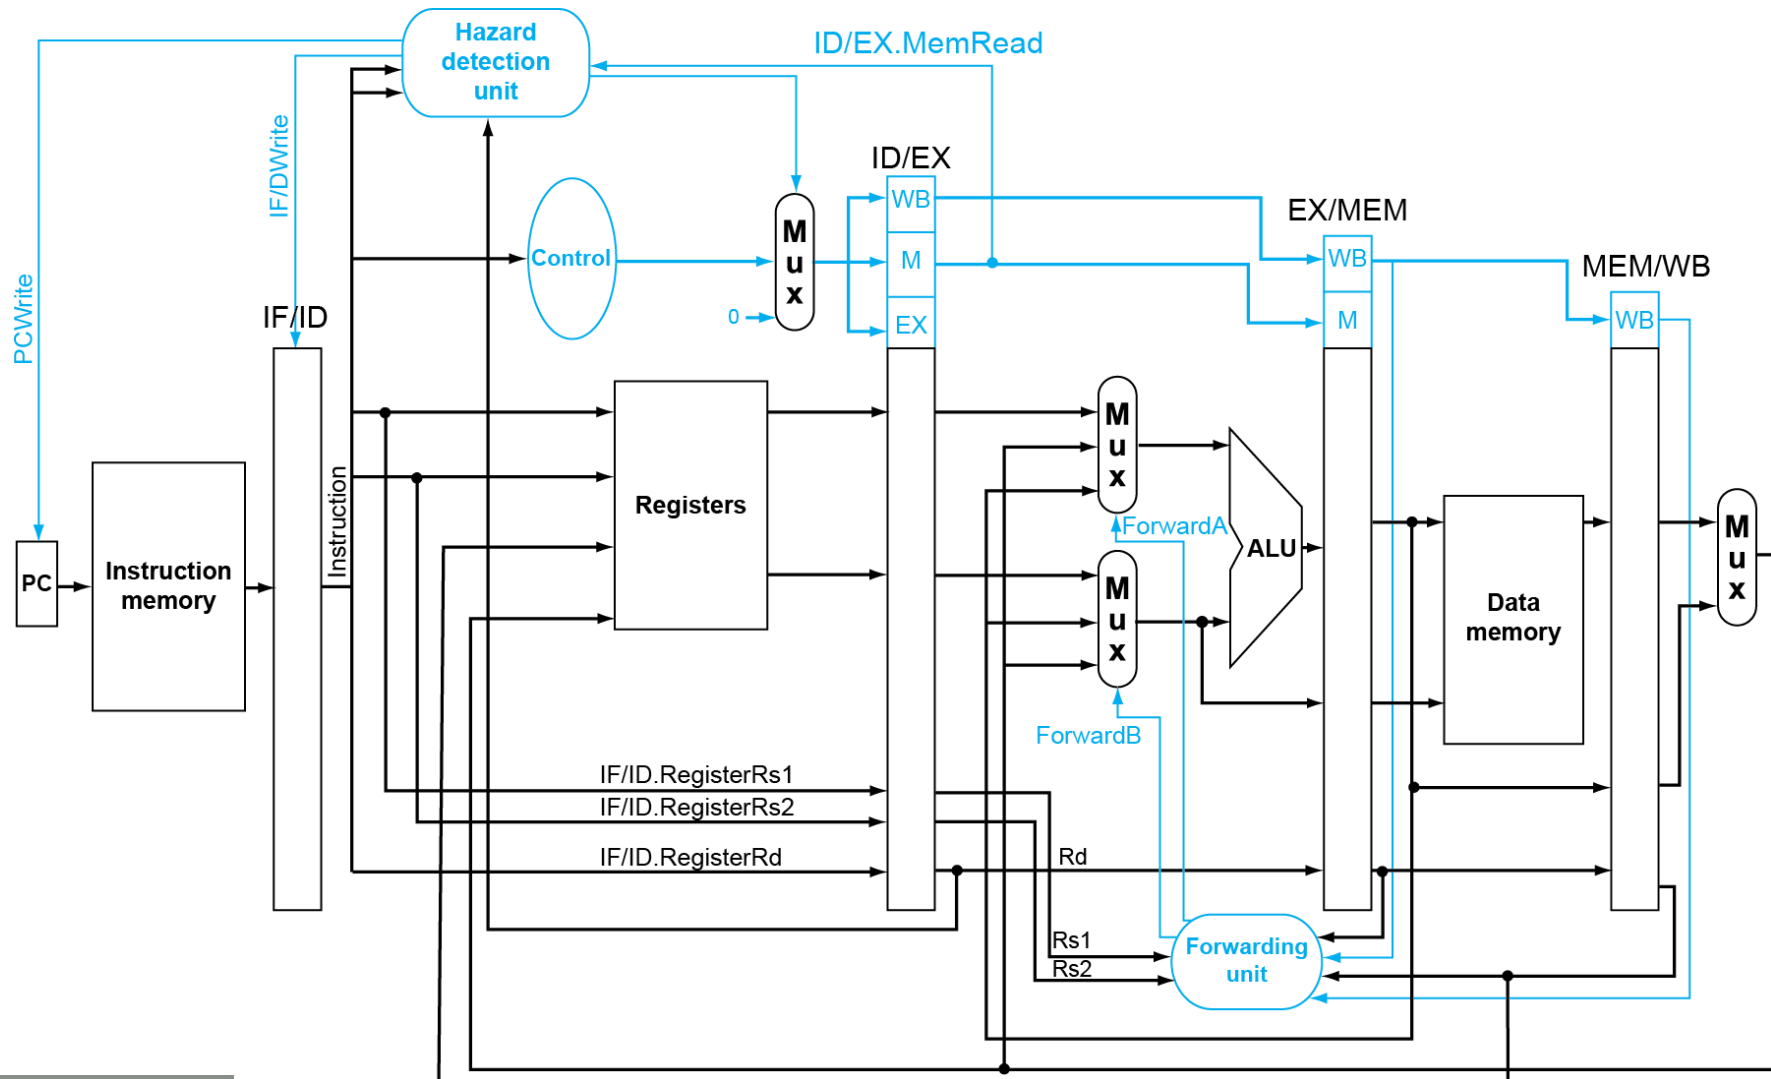 Hazard
detection
unit
ID/EX.MemRead
IF/DWrite
PCWrite
ID/EX
WB
M
EX
Control
0
M
u
x
EX/MEM
WB
M
MEM/WB
WB
IF/ID
PC
Instruction
memory
Instruction
Registers
M
u
x
ForwardA
M
u
x
ForwardB
ALU
Data
memory
M
u
x
IF/ID.RegisterRs1
IF/ID.RegisterRs2
IF/ID.RegisterRd
Rd
Rs1
Rs2
Forwarding
unit